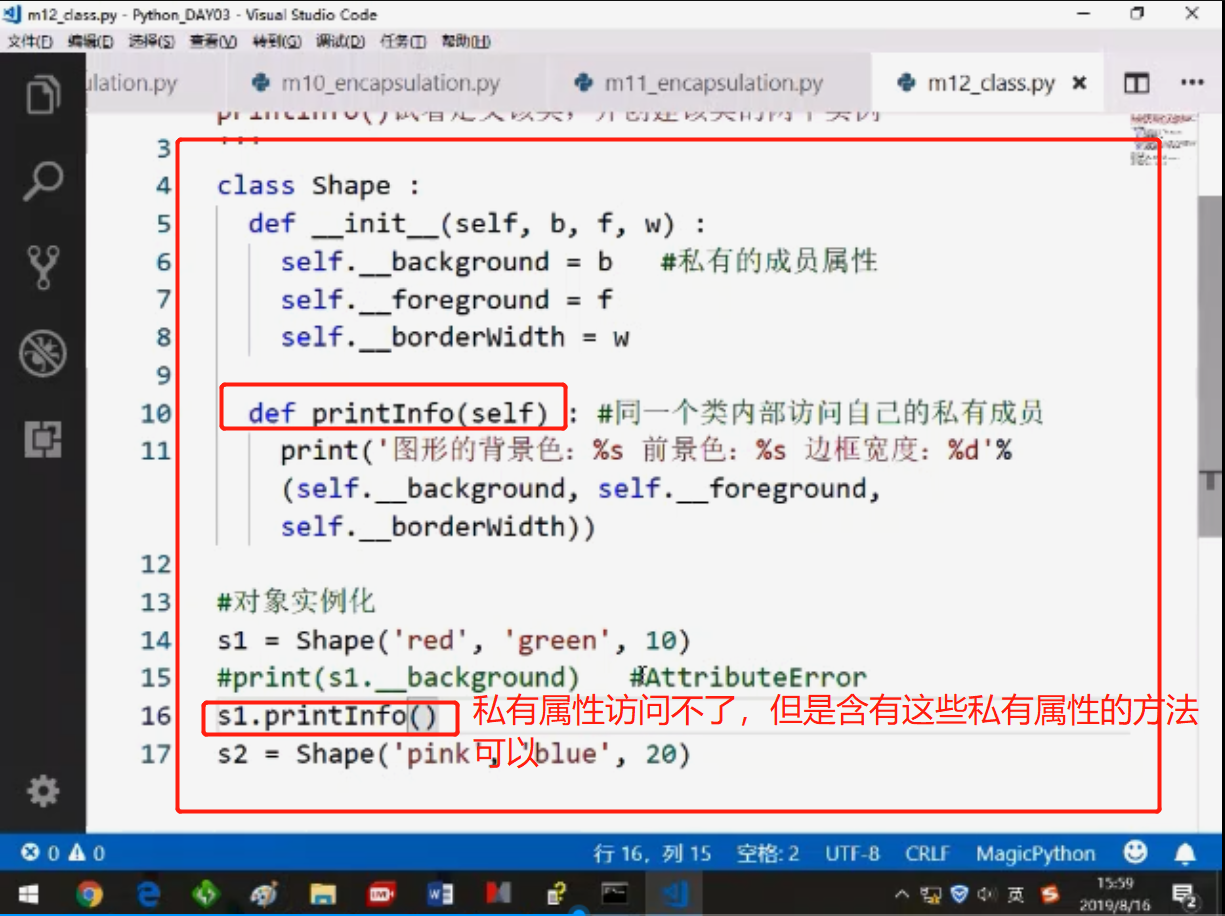 m12_class.py - Python_DAY03 - Visual Studio Code
文件(F) 编辑(E) 选择(S) 查看(V) 转到(G) 调试(D) 任务(T) 帮助(H)
ulation.py m10_encapsulation.py m11_encapsulation.py m12_class.py
printInfo()试着定义该类，并创建该类的两个实例
3 '''
4 class Shape :
5 def __init__(self, b, f, w) :
6 self.__background = b #私有的成员属性
7 self.__foreground = f
8 self.__borderWidth = w
9
10 def printInfo(self) : #同一个类内部访问自己的私有成员
11 print('图形的背景色：%s 前景色：%s 边框宽度：%d'%
(self.__background, self.__foreground,
self.__borderWidth))
12
13 #对象实例化
14 s1 = Shape('red', 'green', 10)
15 #print(s1.__background) #AttributeError
16 s1.printInfo()
私有属性访问不了，但是含有这些私有属性的方法
可以
17 s2 = Shape('pink', 'blue', 20)
0 0 行 16，列 15 空格: 2 UTF-8 CRLF MagicPython
英 15:59
2019/8/16 2